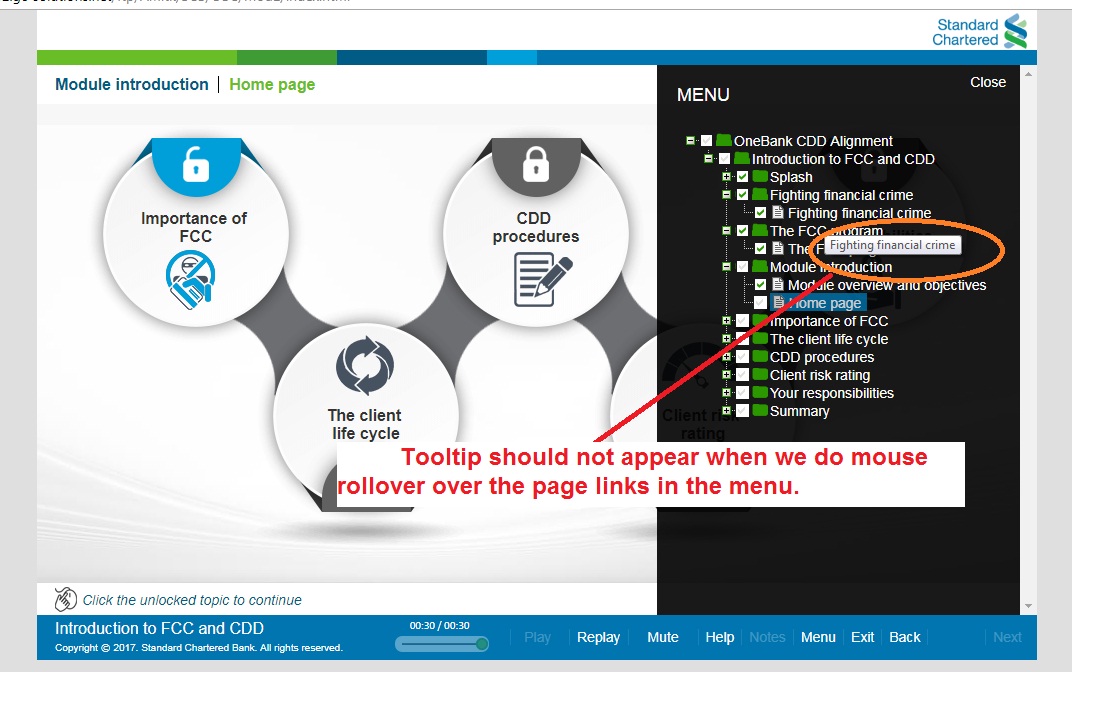 Standard
Chartered
Module introduction | Home page
Close
MENU
OneBank CDD Alignment
Introduction to FCC and CDD
Splash
Fighting financial crime
Fighting financial crime
The FCC program
The F
Fighting financial crime
Module introduction
Module overview and objectives
Home page
Importance of FCC
The client life cycle
CDD procedures
Client risk rating
Your responsibilities
Summary
Importance of
FCC
CDD
procedures
The client
life cycle
Client risk
rating
Tooltip should not appear when we do mouse
rollover over the page links in the menu.
Click the unlocked topic to continue
Introduction to FCC and CDD
Copyright © 2017. Standard Chartered Bank. All rights reserved.
00:30 / 00:30
Play
Replay
Mute
Help
Notes
Menu
Exit
Back
Next